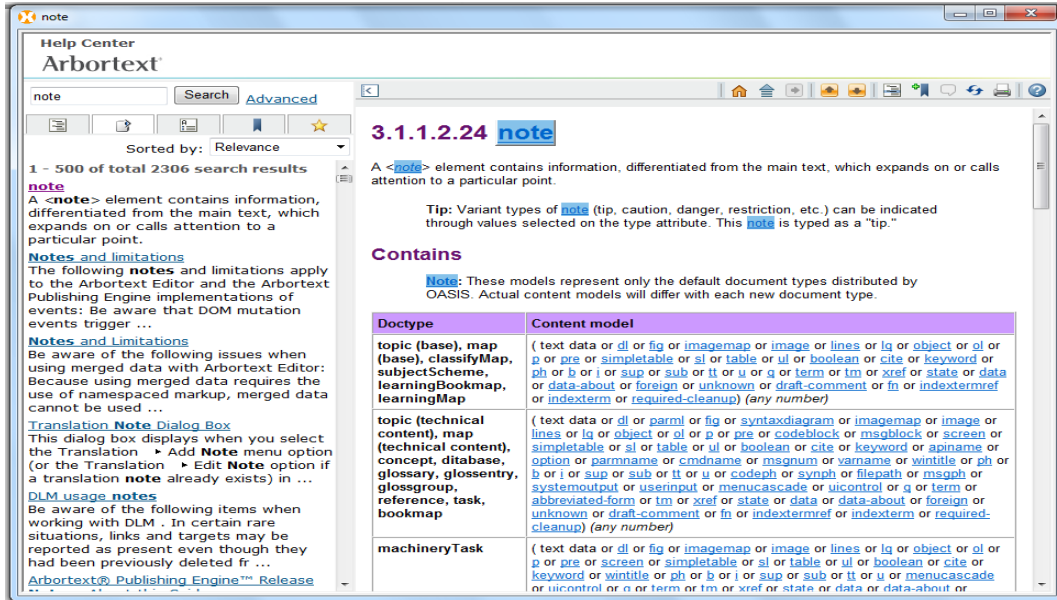 note
Help Center
Arbortext®
note
Search
Advanced
Sorted by: Relevance
1 - 500 of total 2306 search results
note
A <note> element contains information,
differentiated from the main text, which
expands on or calls attention to a
particular point.
Notes and limitations
The following notes and limitations apply
to the Arbortext Editor and the Arbortext
Publishing Engine implementations of
events: Be aware that DOM mutation
events trigger ...
Notes and Limitations
Be aware of the following issues when
using merged data with Arbortext Editor:
Because using merged data requires the
use of namespaced markup, merged data
cannot be used ...
Translation Note Dialog Box
This dialog box displays when you select
the Translation ▸ Add Note menu option
(or the Translation ▸ Edit Note option if
a translation note already exists) in ...
DLM usage notes
Be aware of the following items when
working with DLM . In certain rare
situations, links and targets may be
reported as present even though they
had been previously deleted fr ...
Arbortext® Publishing Engine™ Release
3.1.1.2.24 note
A <note> element contains information, differentiated from the main text, which expands on or calls
attention to a particular point.
Tip: Variant types of note (tip, caution, danger, restriction, etc.) can be indicated
through values selected on the type attribute. This note is typed as a "tip."
Contains
Note: These models represent only the default document types distributed by
OASIS. Actual content models will differ with each new document type.
Doctype
Content model
topic (base), map
(base), classifyMap,
subjectScheme,
learningBookmap,
learningMap
( text data or dl or fig or imagemap or image or lines or lq or object or ol or
p or pre or simpletable or sl or table or ul or boolean or cite or keyword or
ph or b or i or sup or sub or tt or u or q or term or tm or xref or state or data
or data-about or foreign or unknown or draft-comment or fn or indextermref
or indexterm or required-cleanup) (any number)
topic (technical
content), map
(technical content),
concept, ditabase,
glossary, glossentry,
glossgroup,
reference, task,
bookmap
( text data or dl or parml or fig or syntaxdiagram or imagemap or image or
lines or lq or object or ol or p or pre or codeblock or msgblock or screen or
simpletable or sl or table or ul or boolean or cite or keyword or apiname or
option or parmname or cmdname or msgnum or varname or wintitle or ph or
b or i or sup or sub or tt or u or codeph or synph or filepath or msgph or
systemoutput or userinput or menucascade or uicontrol or q or term or
abbreviated-form or tm or xref or state or data or data-about or foreign or
unknown or draft-comment or fn or indextermref or indexterm or required-
cleanup) (any number)
machineryTask
( text data or dl or fig or imagemap or image or lines or lq or object or ol or
p or pre or screen or simpletable or sl or table or ul or boolean or cite or
keyword or wintitle or ph or b or i or sup or sub or tt or u or menucascade
or uicontrol or q or term or tm or xref or state or data or data-about or